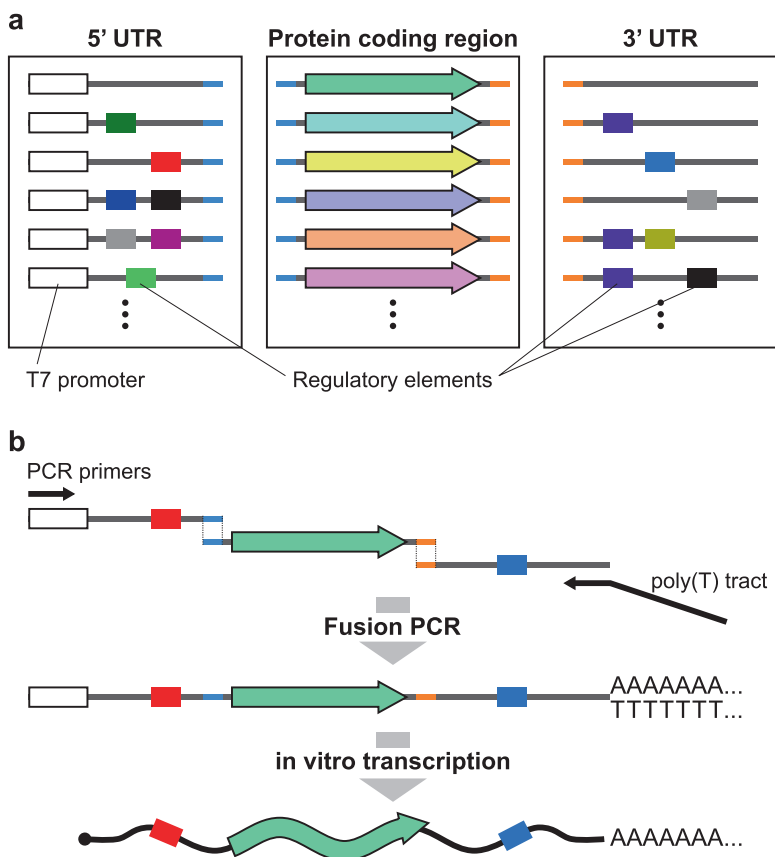 a
5’ UTR
Protein coding region
3’ UTR
T7 promoter
Regulatory elements
b
PCR primers
poly(T) tract
Fusion PCR
AAAAAAA...
TTTTTTT...
in vitro transcription
AAAAAAA...